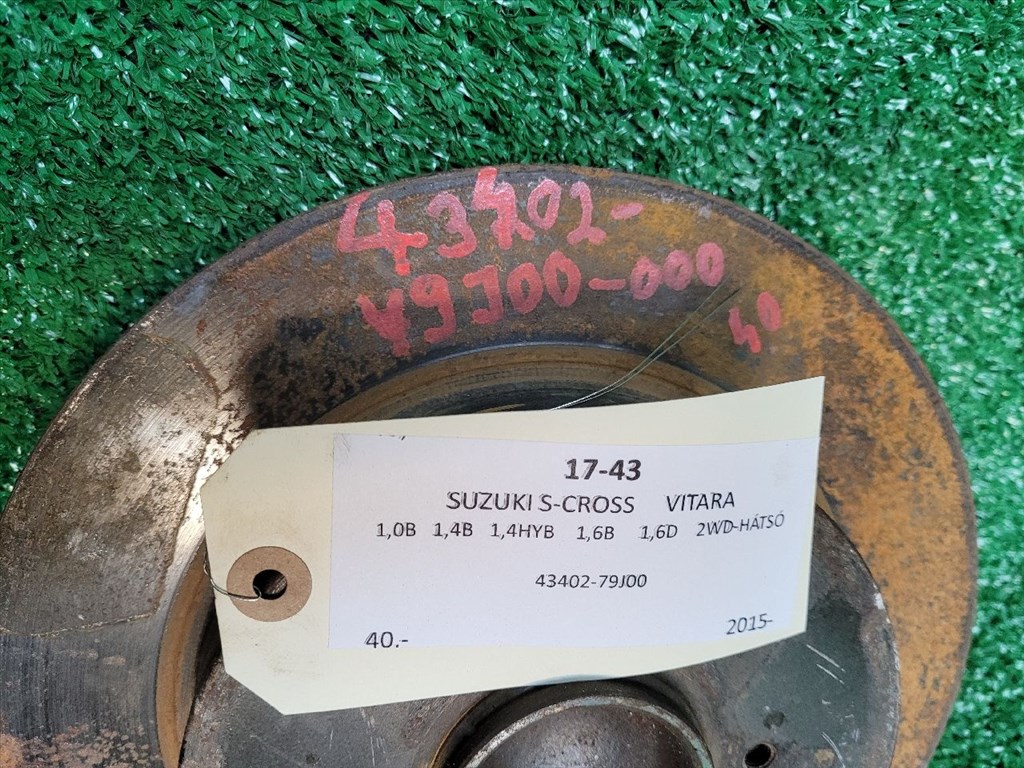 43402-
79J00-000
40
17-43
SUZUKI S-CROSS VITARA
1,0B 1,4B 1,4HYB 1,6B 1,6D 2WD-HÁTSÓ
43402-79J00
40.- 2015-